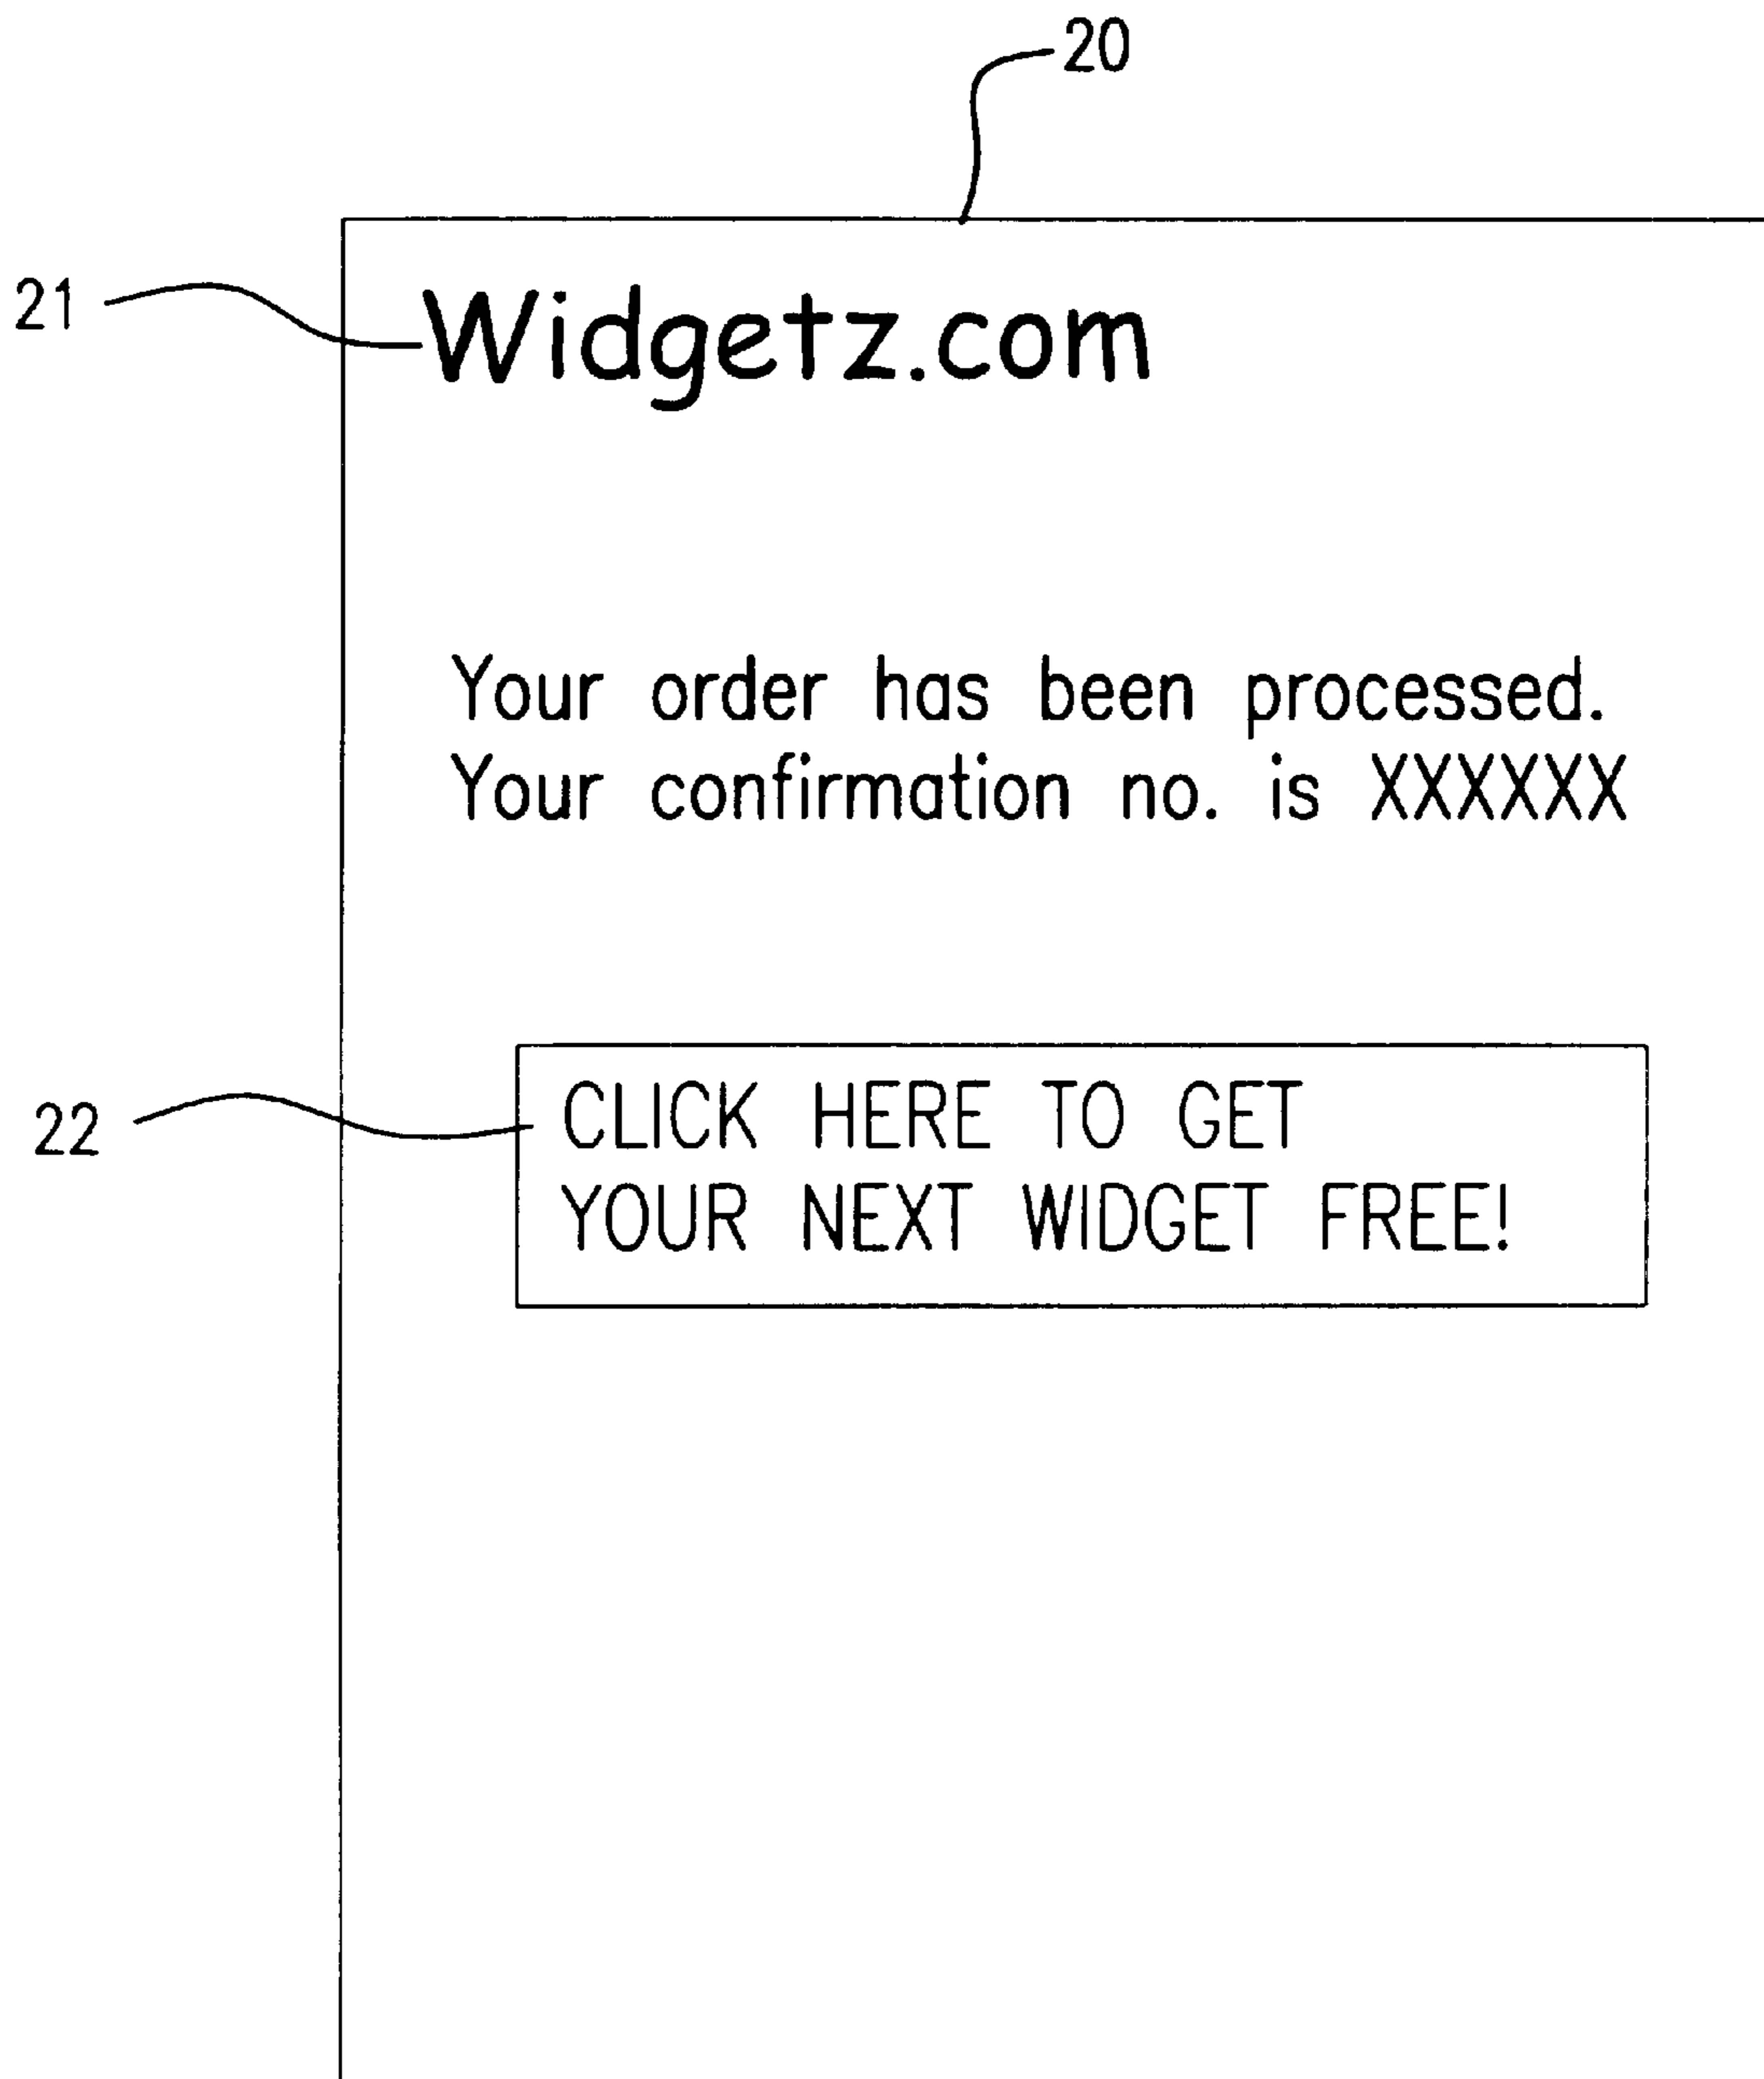 20
21
Widgetz.com
Your order has been processed.
Your confirmation no. is XXXXXX
22
CLICK HERE TO GET
YOUR NEXT WIDGET FREE!